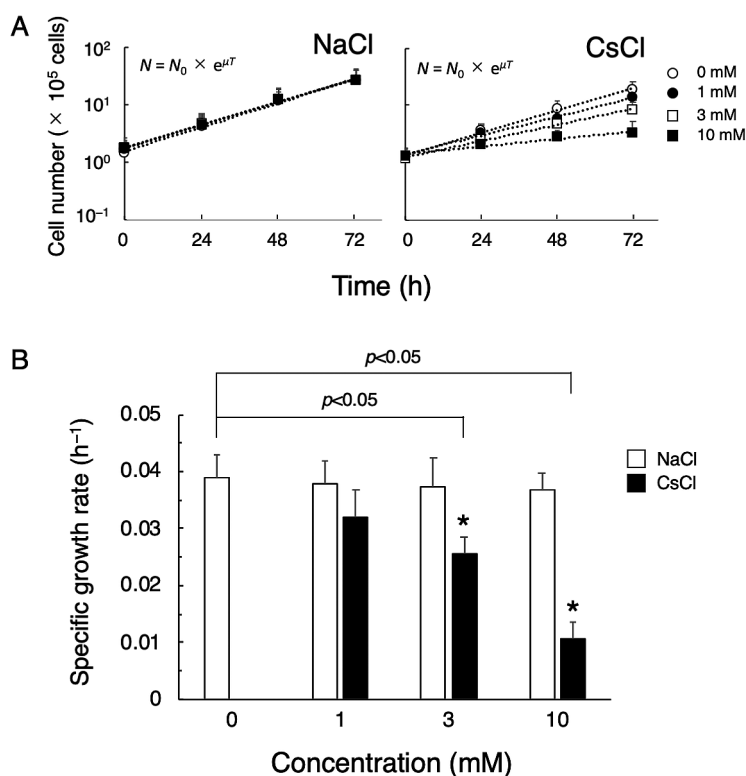 A
NaCl
CsCl
N = N₀ × e^μT
N = N₀ × e^μT
Cell number ( × 10⁵ cells)
10²
10¹
10⁰
10⁻¹
0 24 48 72
0 24 48 72
0 mM
1 mM
3 mM
10 mM
Time (h)
B
p<0.05
p<0.05
Specific growth rate (h⁻¹)
0.05
0.04
0.03
0.02
0.01
0
*
*
NaCl
CsCl
0 1 3 10
Concentration (mM)